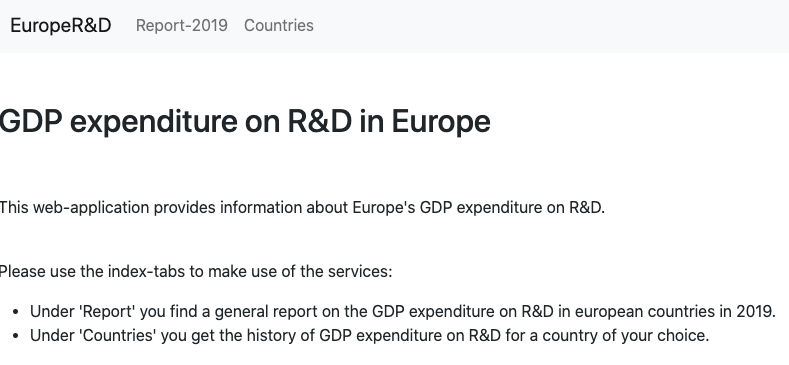 EuropeR&D Report-2019 Countries
GDP expenditure on R&D in Europe
This web-application provides information about Europe's GDP expenditure on R&D.
Please use the index-tabs to make use of the services:
• Under 'Report' you find a general report on the GDP expenditure on R&D in european countries in 2019.
• Under 'Countries' you get the history of GDP expenditure on R&D for a country of your choice.